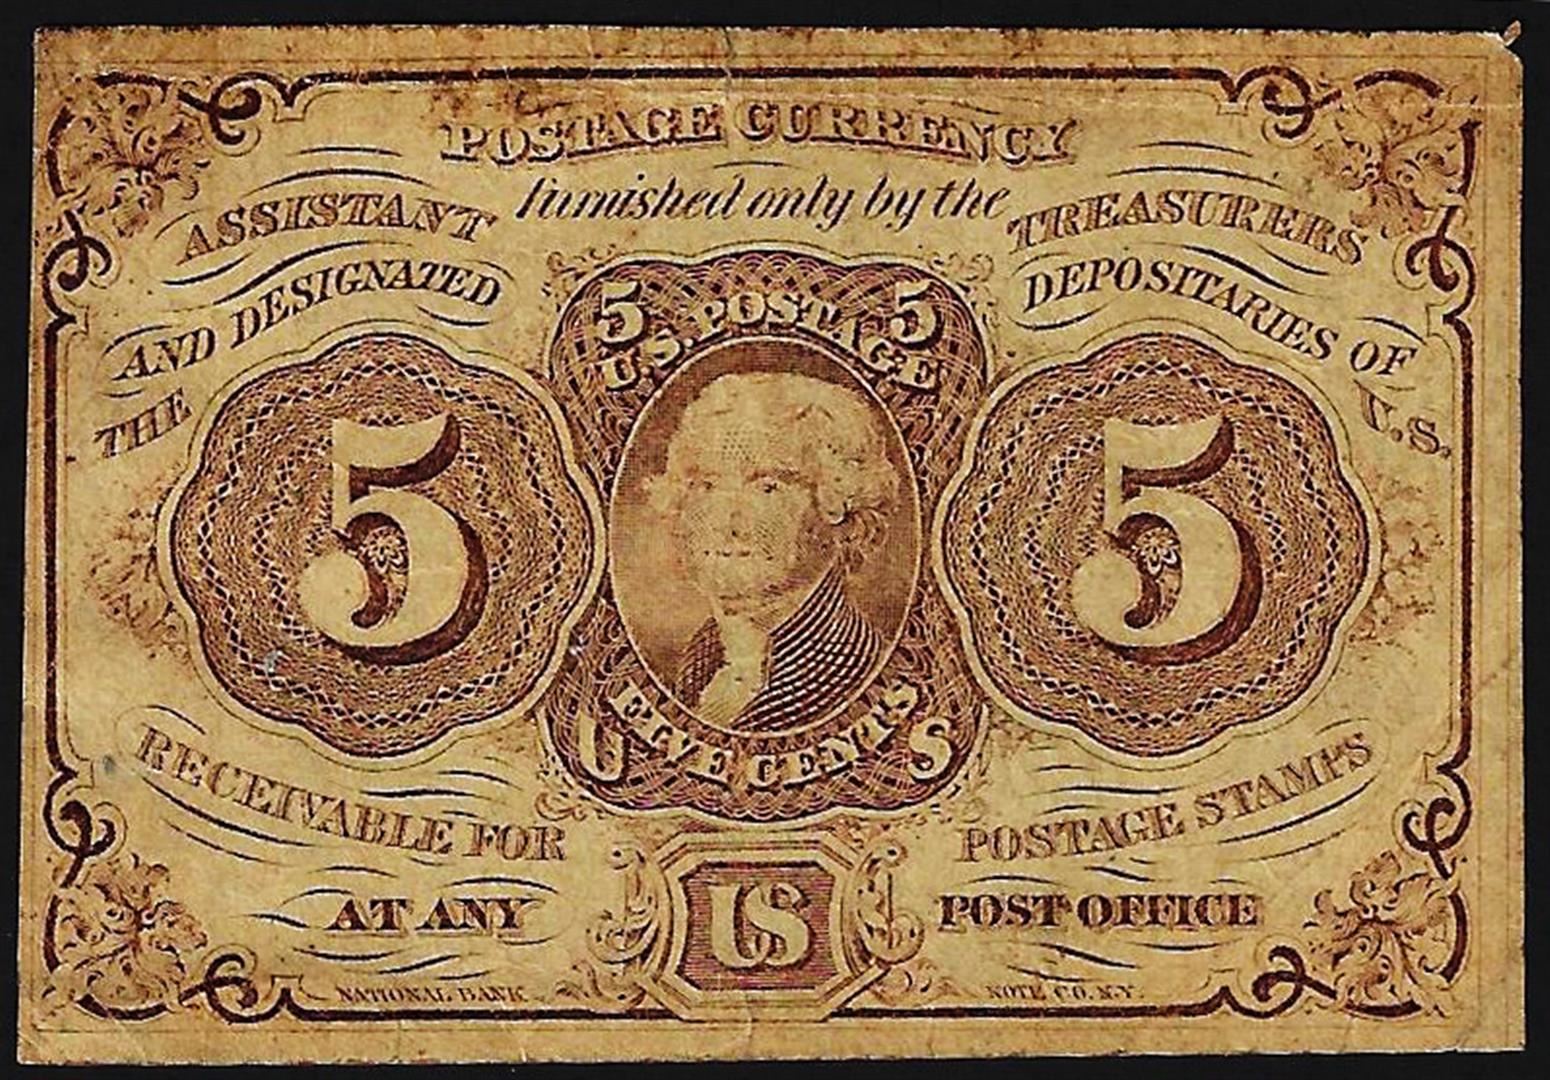 POSTAGE CURRENCY
furnished only by the
ASSISTANT TREASURERS
AND DESIGNATED DEPOSITARIES OF
THE U.S.
5 5
U.S. POSTAGE
5 5
FIVE CENTS
U S
RECEIVABLE FOR POSTAGE STAMPS
AT ANY US POST OFFICE
NATIONAL BANK NOTE CO. N.Y.